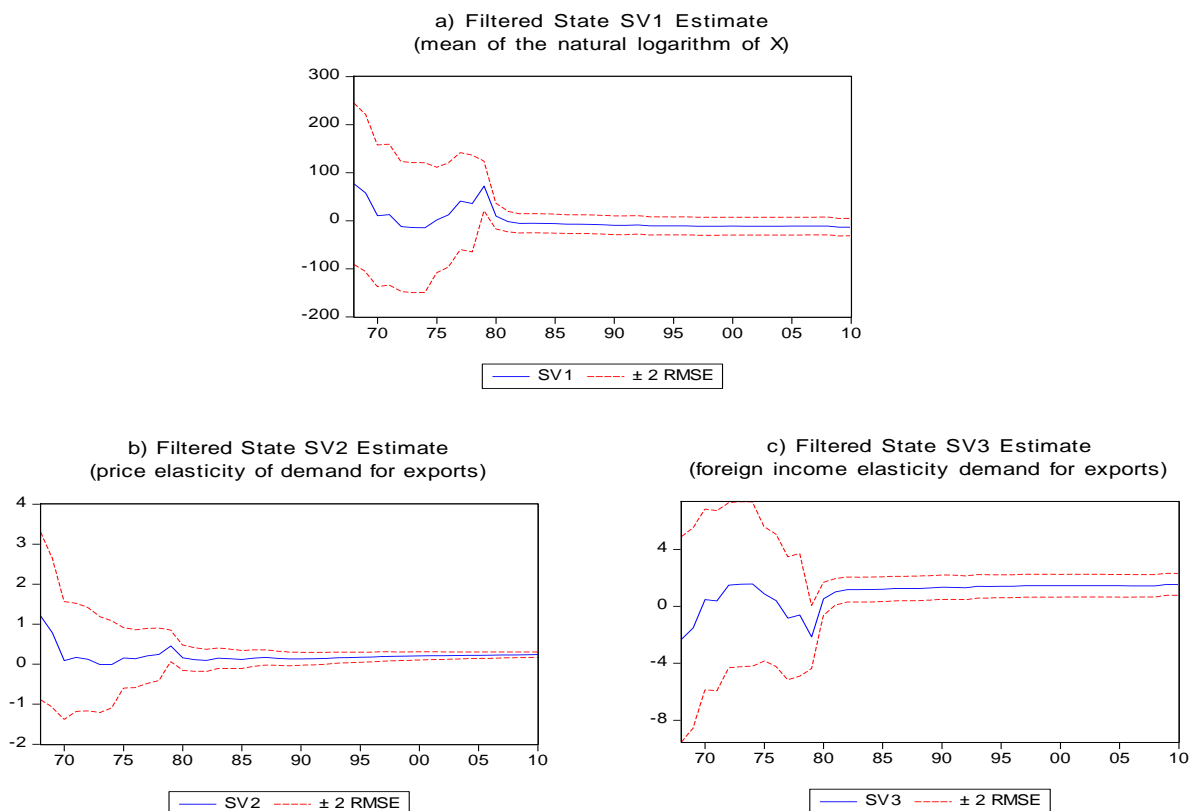 a) Filtered State SV1 Estimate
(mean of the natural logarithm of X)
300
200
100
0
-100
-200
70 75 80 85 90 95 00 05 10
SV1 ± 2 RMSE
b) Filtered State SV2 Estimate
(price elasticity of demand for exports)
4
3
2
1
0
-1
-2
70 75 80 85 90 95 00 05 10
SV2 ± 2 RMSE
c) Filtered State SV3 Estimate
(foreign income elasticity demand for exports)
4
0
-4
-8
70 75 80 85 90 95 00 05 10
SV3 ± 2 RMSE